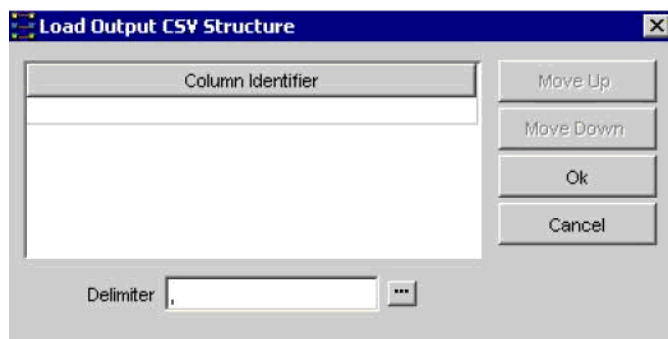 Load Output CSV Structure
Column Identifier
Move Up
Move Down
Ok
Cancel
Delimiter ,
...